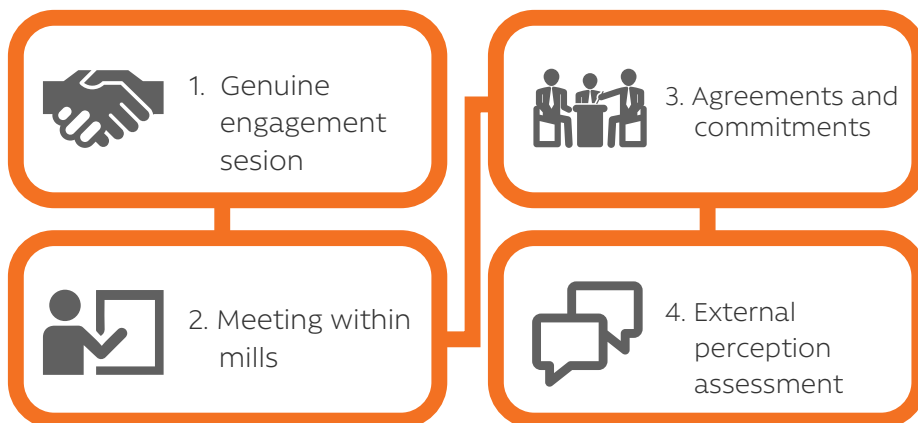 1. Genuine
engagement
sesion
2. Meeting within
mills
3. Agreements and
commitments
4. External
perception
assessment